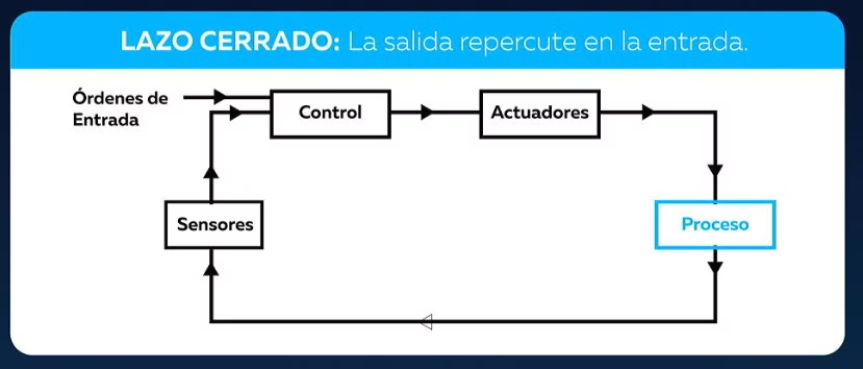 LAZO CERRADO: La salida repercute en la entrada.
Órdenes de
Entrada
Control
Actuadores
Sensores
Proceso